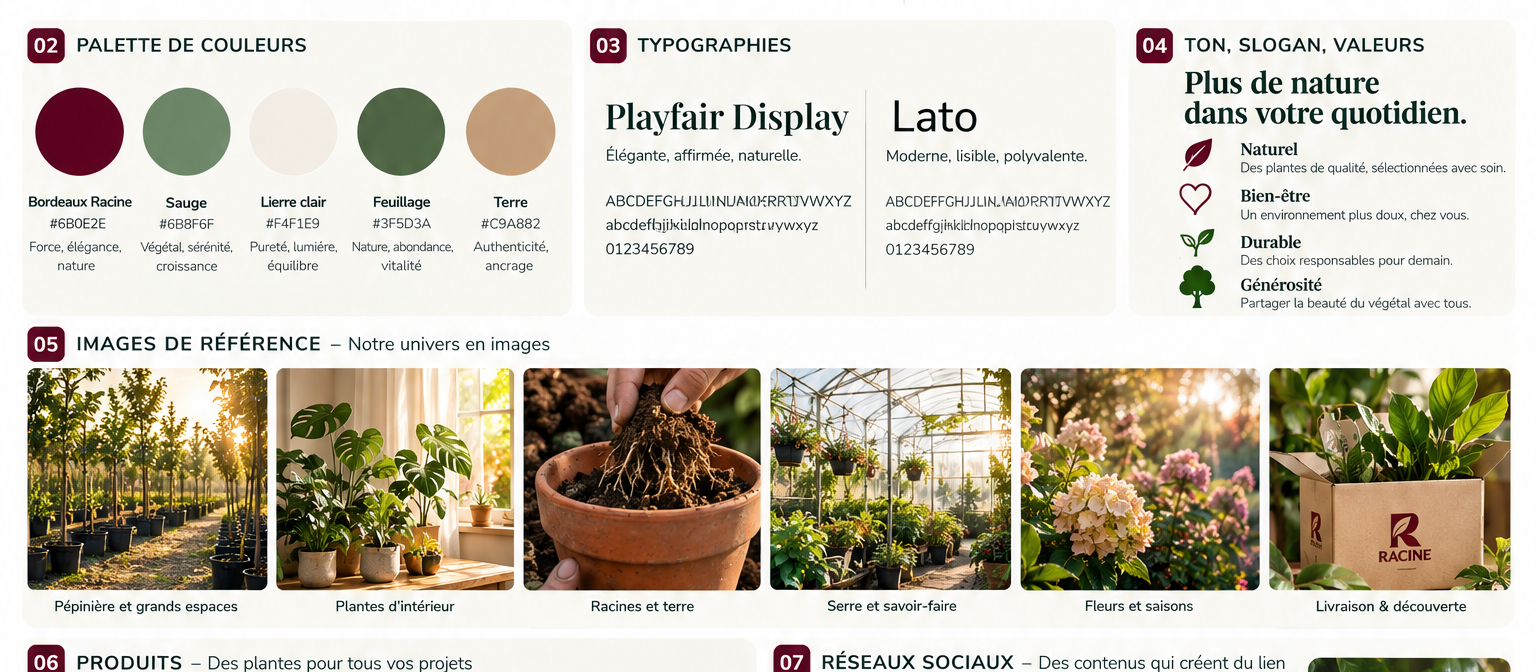 02 PALETTE DE COULEURS
Bordeaux Racine
#6B0E2E
Force, élégance,
nature
Sauge
#6B8F6F
Végétal, sérénité,
croissance
Lierre clair
#F4F1E9
Pureté, lumière,
équilibre
Feuillage
#3F5D3A
Nature, abondance,
vitalité
Terre
#C9A882
Authenticité,
ancrage
03 TYPOGRAPHIES
Playfair Display
Élégante, affirmée, naturelle.
0123456789
Lato
Moderne, lisible, polyvalente.
0123456789
04 TON, SLOGAN, VALEURS
Plus de nature
dans votre quotidien.
Naturel
Des plantes de qualité, sélectionnées avec soin.
Bien-être
Un environnement plus doux, chez vous.
Durable
Des choix responsables pour demain.
Générosité
Partager la beauté du végétal avec tous.
05 IMAGES DE RÉFÉRENCE – Notre univers en images
R
RACINE
Pépinière et grands espaces
Plantes d'intérieur
Racines et terre
Serre et savoir-faire
Fleurs et saisons
Livraison & découverte
06 PRODUITS – Des plantes pour tous vos projets
07 RÉSEAUX SOCIAUX – Des contenus qui créent du lien